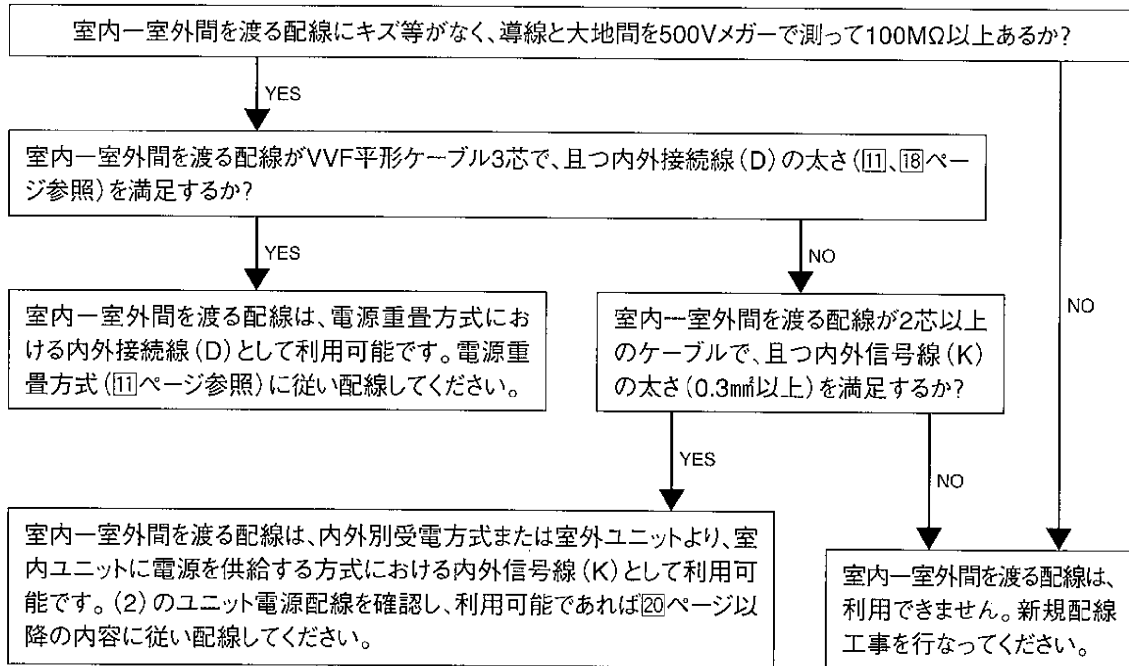 室内ー室外間を渡る配線にキズ等がなく、導線と大地間を500Vメガーで測って100MΩ以上あるか？
YES
室内ー室外間を渡る配線がVVF平形ケーブル3芯で、且つ内外接続線（D）の太さ（11、18ペー
ジ参照）を満足するか？
YES
NO
NO
室内ー室外間を渡る配線は、電源重畳方式にお
ける内外接続線（D）として利用可能です。電源重
畳方式（11ページ参照）に従い配線してください。
室内ー室外間を渡る配線が2芯以上
のケーブルで、且つ内外信号線（K）
の太さ（0.3㎟以上）を満足するか？
YES
NO
室内ー室外間を渡る配線は、内外別受電方式または室外ユニットより、室
内ユニットに電源を供給する方式における内外信号線（K）として利用可
能です。（2）のユニット電源配線を確認し、利用可能であれば20ページ以
降の内容に従い配線してください。
室内ー室外間を渡る配線は、
利用できません。新規配線
工事を行なってください。